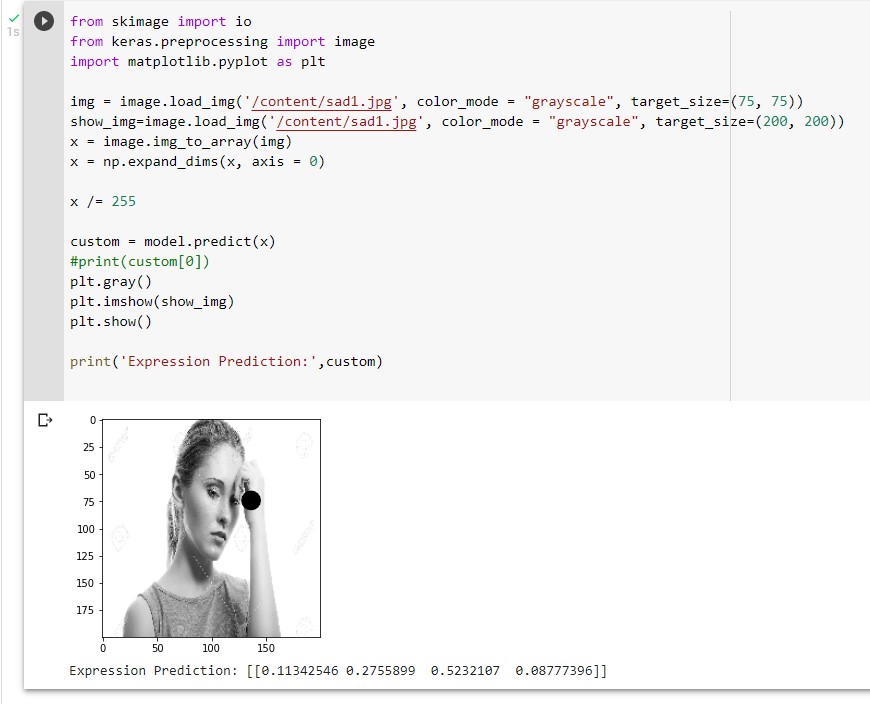 1s
from skimage import io
from keras.preprocessing import image
import matplotlib.pyplot as plt
img = image.load_img('/content/sad1.jpg', color_mode = "grayscale", target_size=(75, 75))
show_img=image.load_img('/content/sad1.jpg', color_mode = "grayscale", target_size=(200, 200))
x = image.img_to_array(img)
x = np.expand_dims(x, axis = 0)
x /= 255
custom = model.predict(x)
#print(custom[0])
plt.gray()
plt.imshow(show_img)
plt.show()
print('Expression Prediction:',custom)
0
25
50
75
100
125
150
175
0 50 100 150
Expression Prediction: [[0.11342546 0.2755899  0.5232107  0.08777396]]